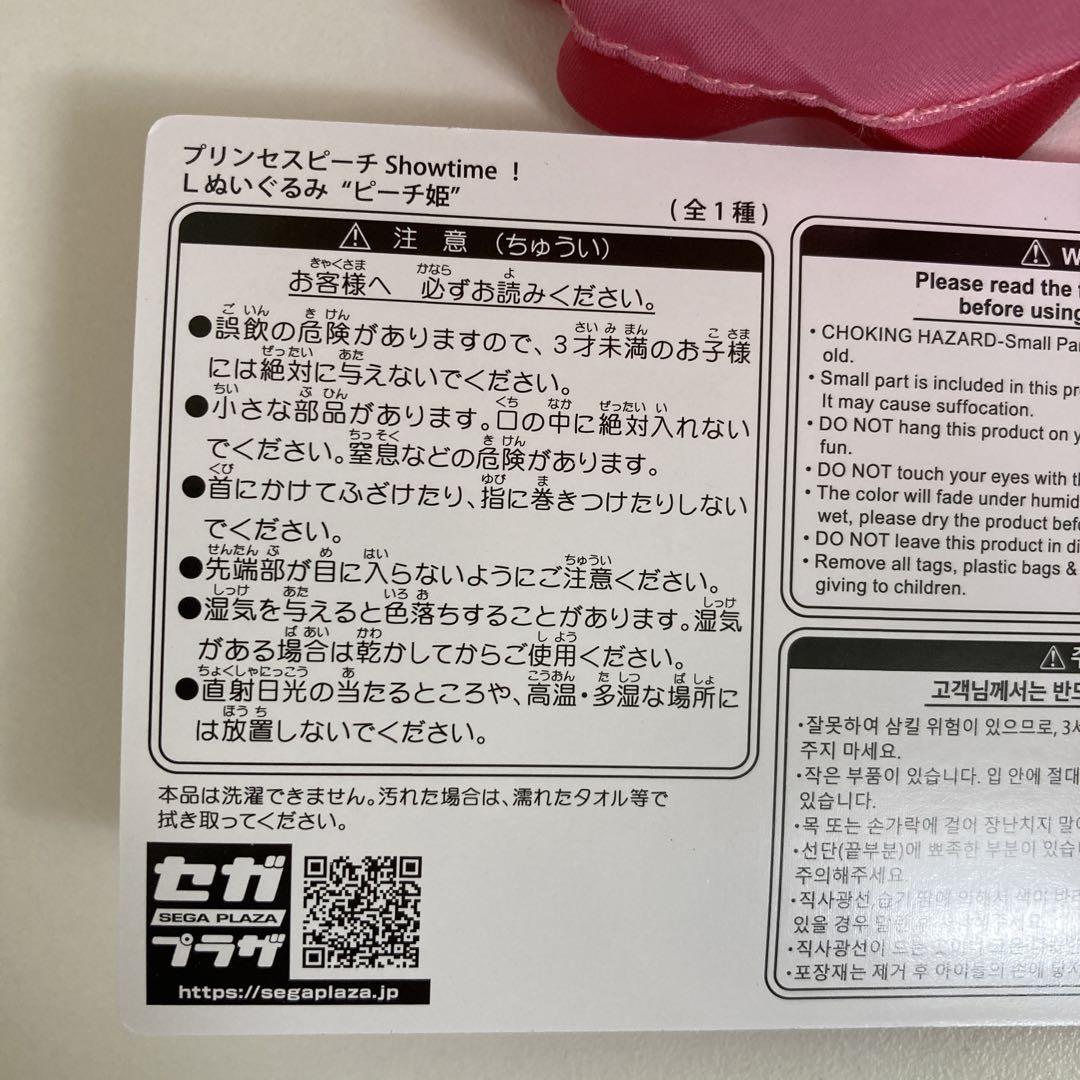 プリンセスピーチ Showtime ！
L ぬいぐるみ “ピーチ姫”
(全1種)
⚠ 注 意 (ちゅうい)
お客様へ 必ずお読みください。
●誤飲の危険がありますので、3才未満のお子様
には絶対に与えないでください。
●小さな部品があります。口の中に絶対入れない
でください。窒息などの危険があります。
●首にかけてふざけたり、指に巻きつけたりしない
でください。
●先端部が目に入らないようにご注意ください。
●湿気を与えると色落ちすることがあります。湿気
がある場合は乾かしてからご使用ください。
●直射日光の当たるところや、高温・多湿な場所に
は放置しないでください。
本品は洗濯できません。汚れた場合は、濡れたタオル等で
拭き取ってください。
セガ
SEGA PLAZA
プラザ
https://segaplaza.jp
Please read the
before using
• CHOKING HAZARD-Small
old.
• Small part is included in this
It may cause suffocation.
• DO NOT hang this product on
fun.
• DO NOT touch your eyes with
• The color will fade under
wet, please dry the product
• DO NOT leave this product in
• Remove all tags, plastic bags &
giving to children.
고객님께서는
•잘못하여 삼킬 위험이 있으므로,
주지 마세요.
•작은 부품이 있습니다. 입 안에
있습니다.
•목 또는 손가락에 걸어 장난치지
•선단(끝부분)에 뾰족한 부분이
주의해주세요
•직사광선
있을 경우
•직사광선이
•포장재는 제거 후 아이들의 손에